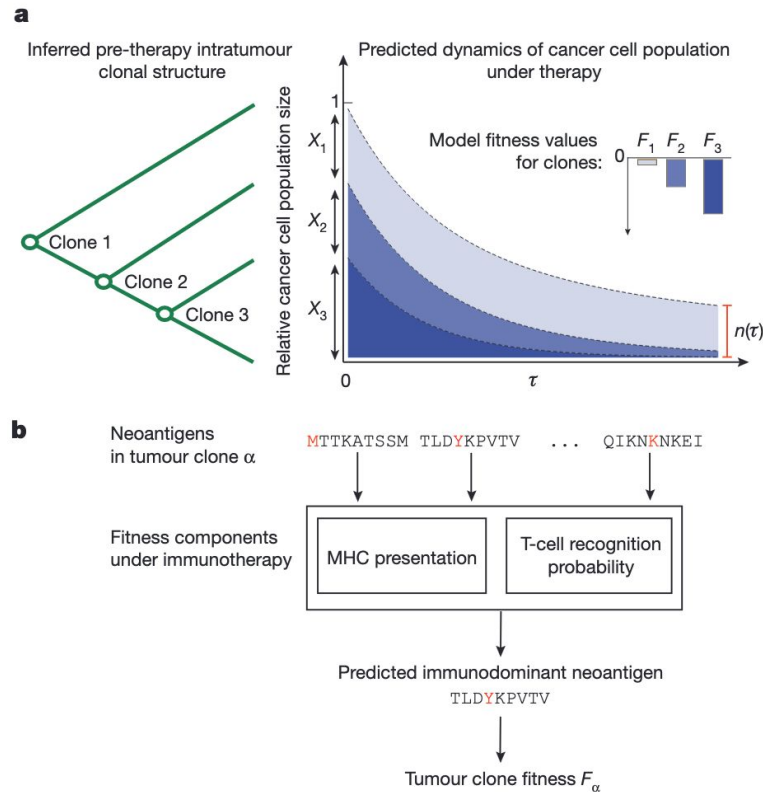 a
Inferred pre-therapy intratumour
clonal structure
Clone 1
Clone 2
Clone 3
Predicted dynamics of cancer cell population
under therapy
Relative cancer cell population size
1
X1
X2
X3
0
τ
n(τ)
Model fitness values
for clones:
0
F1 F2 F3
b
Neoantigens
in tumour clone α
MTTKATSSM TLDYKPVTV ... QIKNKNKEI
Fitness components
under immunotherapy
MHC presentation
T-cell recognition
probability
Predicted immunodominant neoantigen
TLDYKPVTV
Tumour clone fitness Fα